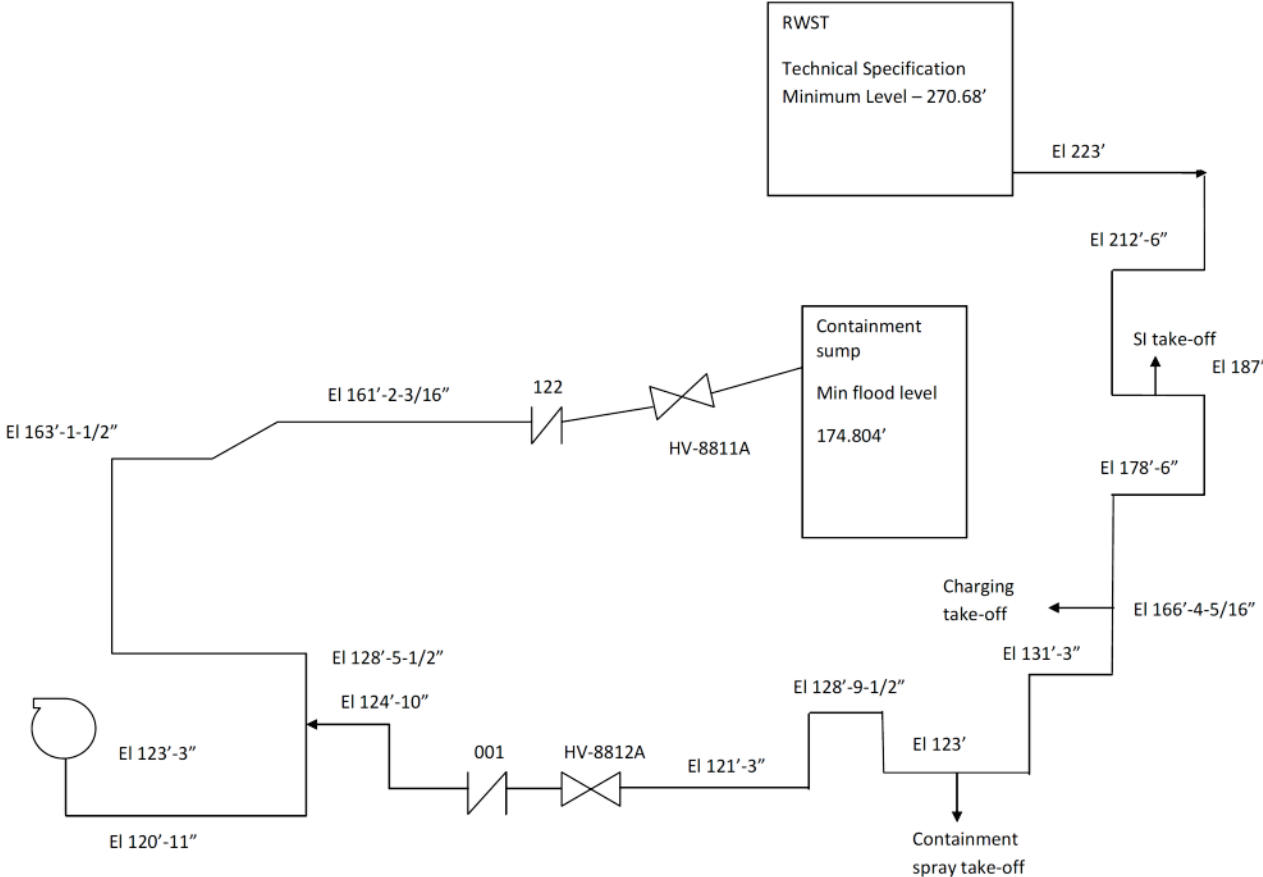 RWST
Technical Specification
Minimum Level – 270.68’
El 223’
El 212’-6”
SI take-off
El 187’
Containment
sump
Min flood level
174.804’
122
El 161’-2-3/16”
HV-8811A
El 163’-1-1/2”
El 178’-6”
Charging
take-off
El 166’-4-5/16”
El 131’-3”
El 128’-5-1/2”
El 124’-10”
El 128’-9-1/2”
El 123’-3”
001
HV-8812A
El 121’-3”
El 123’
El 120’-11”
Containment
spray take-off